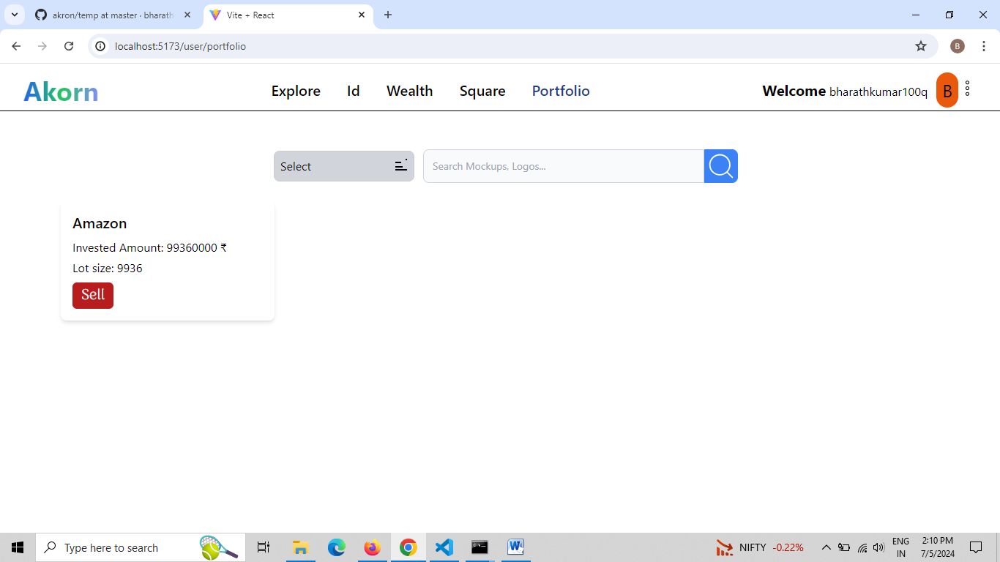 akron/temp at master · bharath
Vite + React
localhost:5173/user/portfolio
B
Akorn
Explore
Id
Wealth
Square
Portfolio
Welcome bharathkumar100q
B
Select
Search Mockups, Logos...
Amazon
Invested Amount: 99360000 ₹
Lot size: 9936
Sell
Type here to search
NIFTY -0.22%
ENG
IN
2:10 PM
7/5/2024